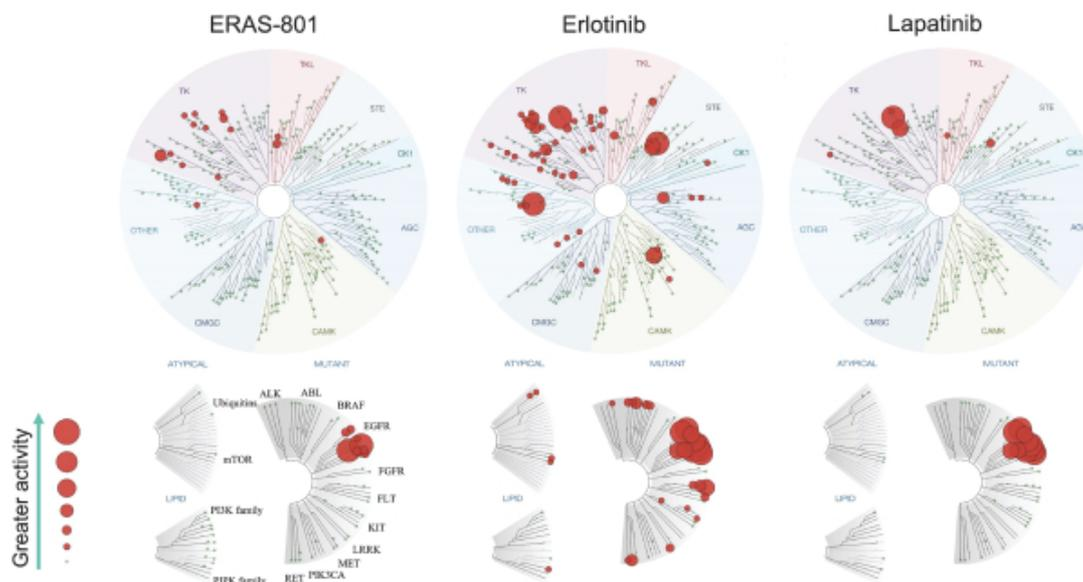 ERAS-801
Erlotinib
Lapatinib
TK
TKL
STE
CK1
AGC
CAMK
CMGC
OTHER
TK
TKL
STE
CK1
AGC
CAMK
CMGC
OTHER
TK
TKL
STE
CK1
CAMK
CMGC
OTHER
ATYPICAL
MUTANT
ATYPICAL
MUTANT
ATYPICAL
MUTANT
Ubiquitins
ALK
ABL
BRAF
EGFR
mTOR
FGFR
LIPID
FLT
PI3K family
KIT
LRRK
MET
PIK3CA
RET
PIPK family
LIPID
LIPID
Greater activity